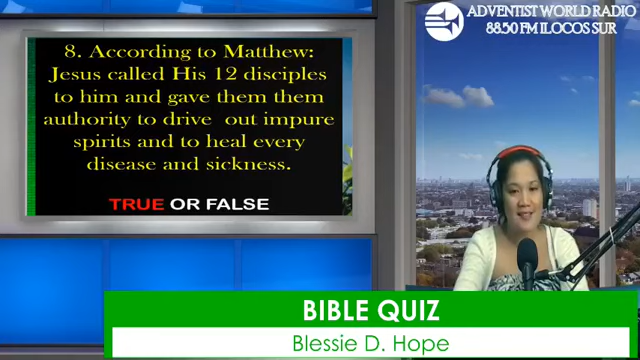 ADVENTIST WORLD RADIO
88.50 FM ILOCOS SUR
8. According to Matthew:
Jesus called His 12 disciples
to him and gave them them
authority to drive out impure
spirits and to heal every
disease and sickness.
TRUE OR FALSE
BIBLE QUIZ
Blessie D. Hope